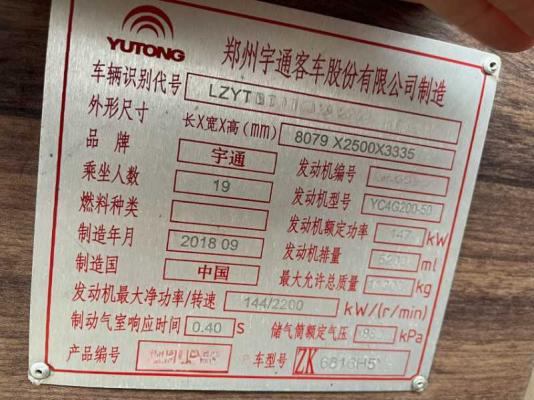 YUTONG
郑州宇通客车股份有限公司制造
车辆识别代号 LZYT
外形尺寸 长X宽X高(mm) 8079X2500X3335
品牌 宇通 发动机编号
乘坐人数 19 发动机型号 YC4G200-50
燃料种类 发动机额定功率 147 kW
制造年月 2018 09 发动机排量 5200 ml
制造国 中国 最大允许总质量 kg
发动机最大净功率/转速 144/2200 kW/(r/min)
制动气室响应时间 0.40 S 储气筒额定气压 kPa
产品编号 客车型号 ZK